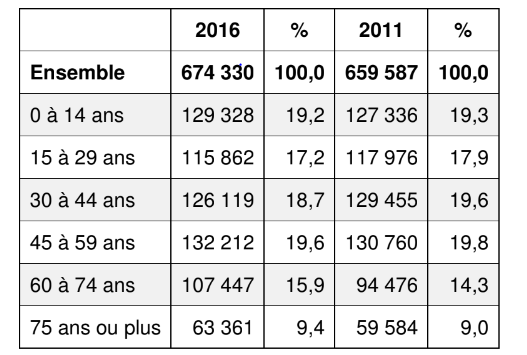 2016 % 2011 %
Ensemble 674 330 100,0 659 587 100,0
0 à 14 ans 129 328 19,2 127 336 19,3
15 à 29 ans 115 862 17,2 117 976 17,9
30 à 44 ans 126 119 18,7 129 455 19,6
45 à 59 ans 132 212 19,6 130 760 19,8
60 à 74 ans 107 447 15,9 94 476 14,3
75 ans ou plus 63 361 9,4 59 584 9,0